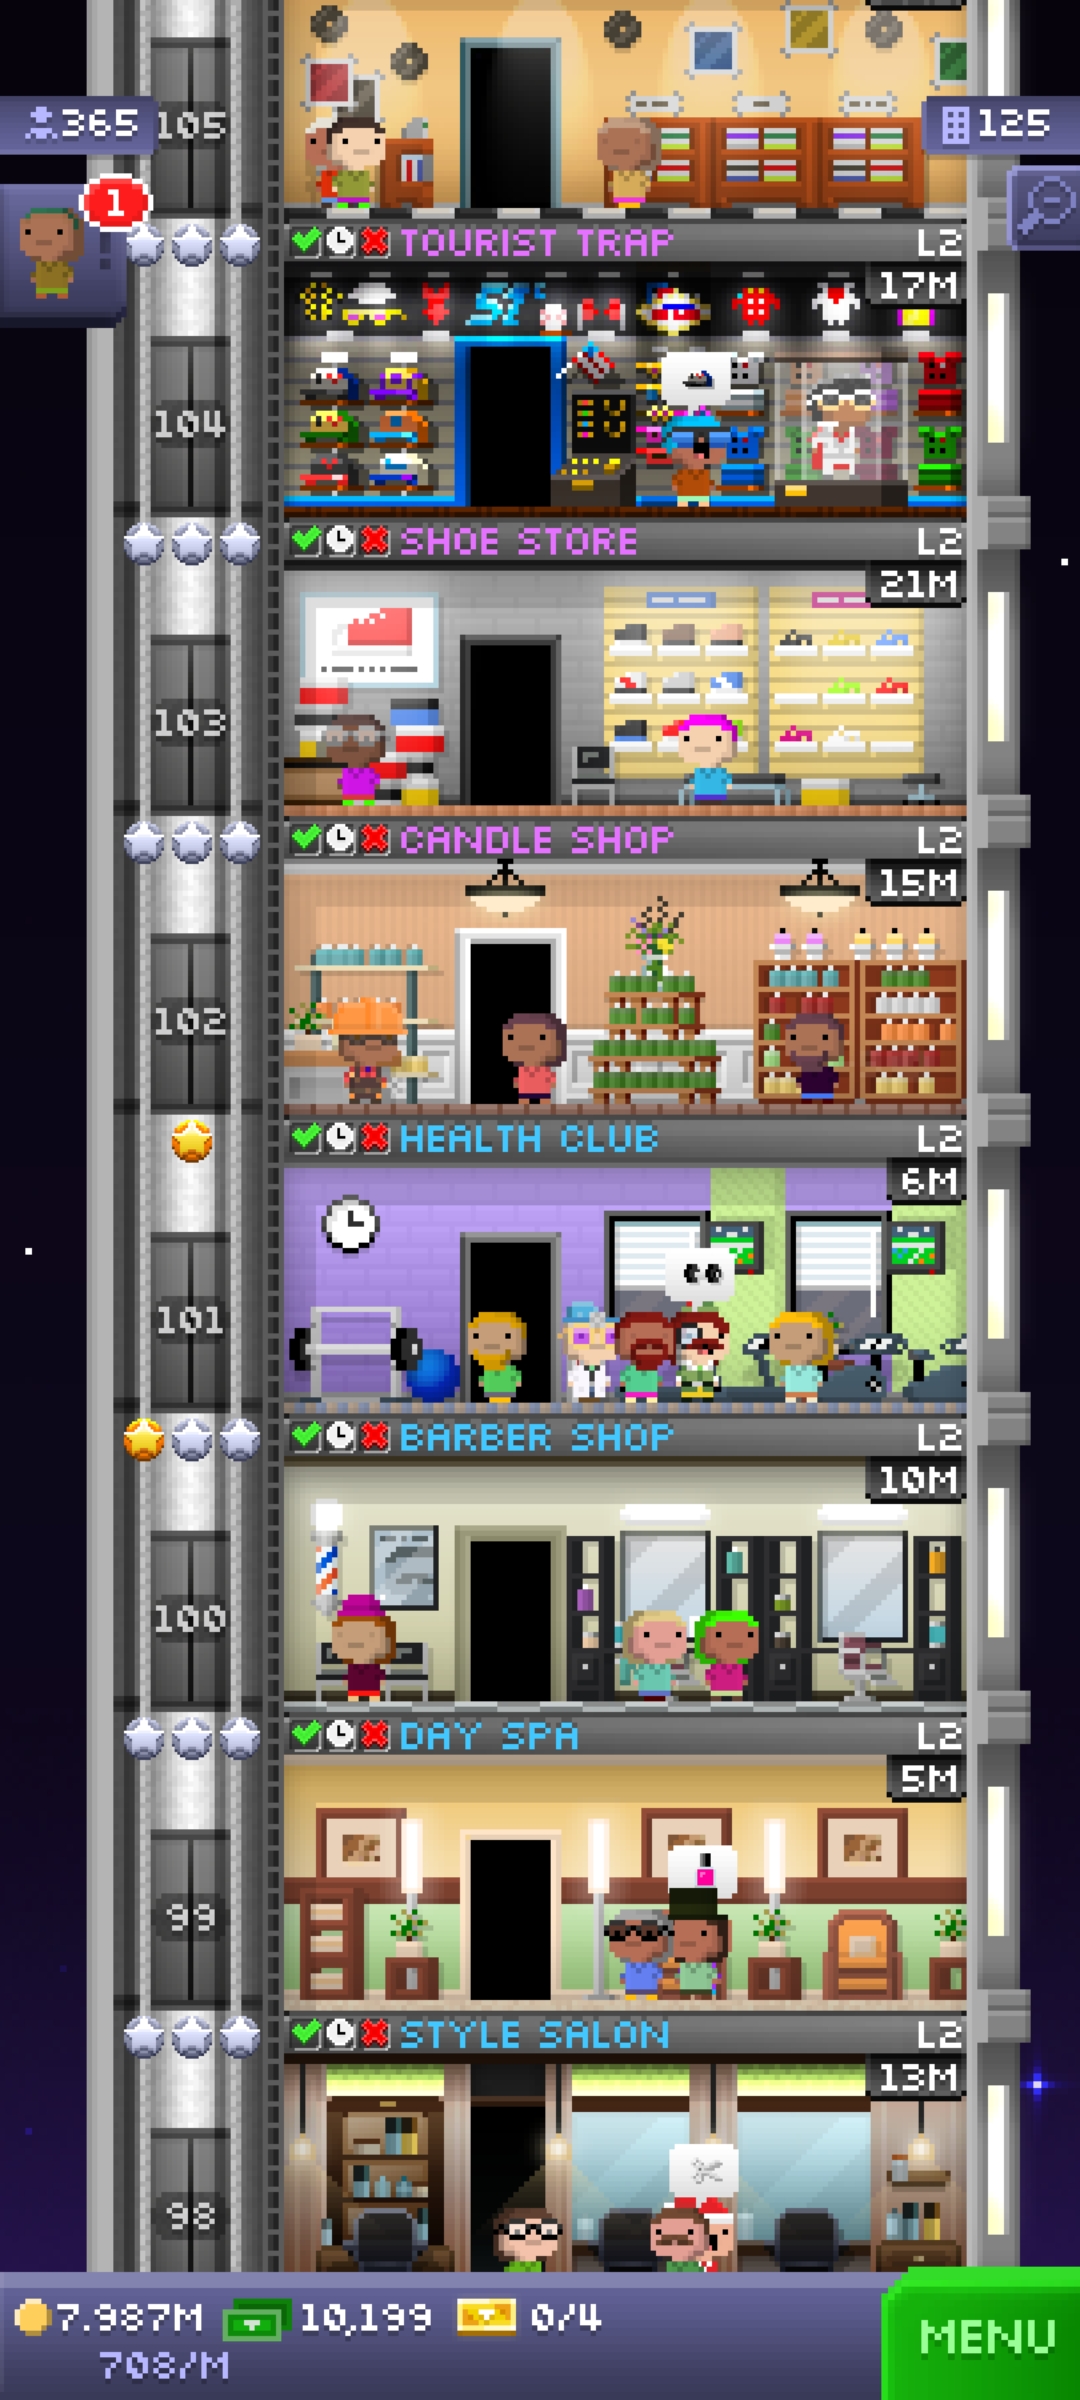 365
105
125
1
TOURIST TRAP L2
17M
104
SHOE STORE L2
21M
103
CANDLE SHOP L2
15M
102
HEALTH CLUB L2
6M
101
BARBER SHOP L2
10M
100
DAY SPA L2
5M
99
STYLE SALON L2
13M
98
7.987M 10,199 0/4
708/M
MENU